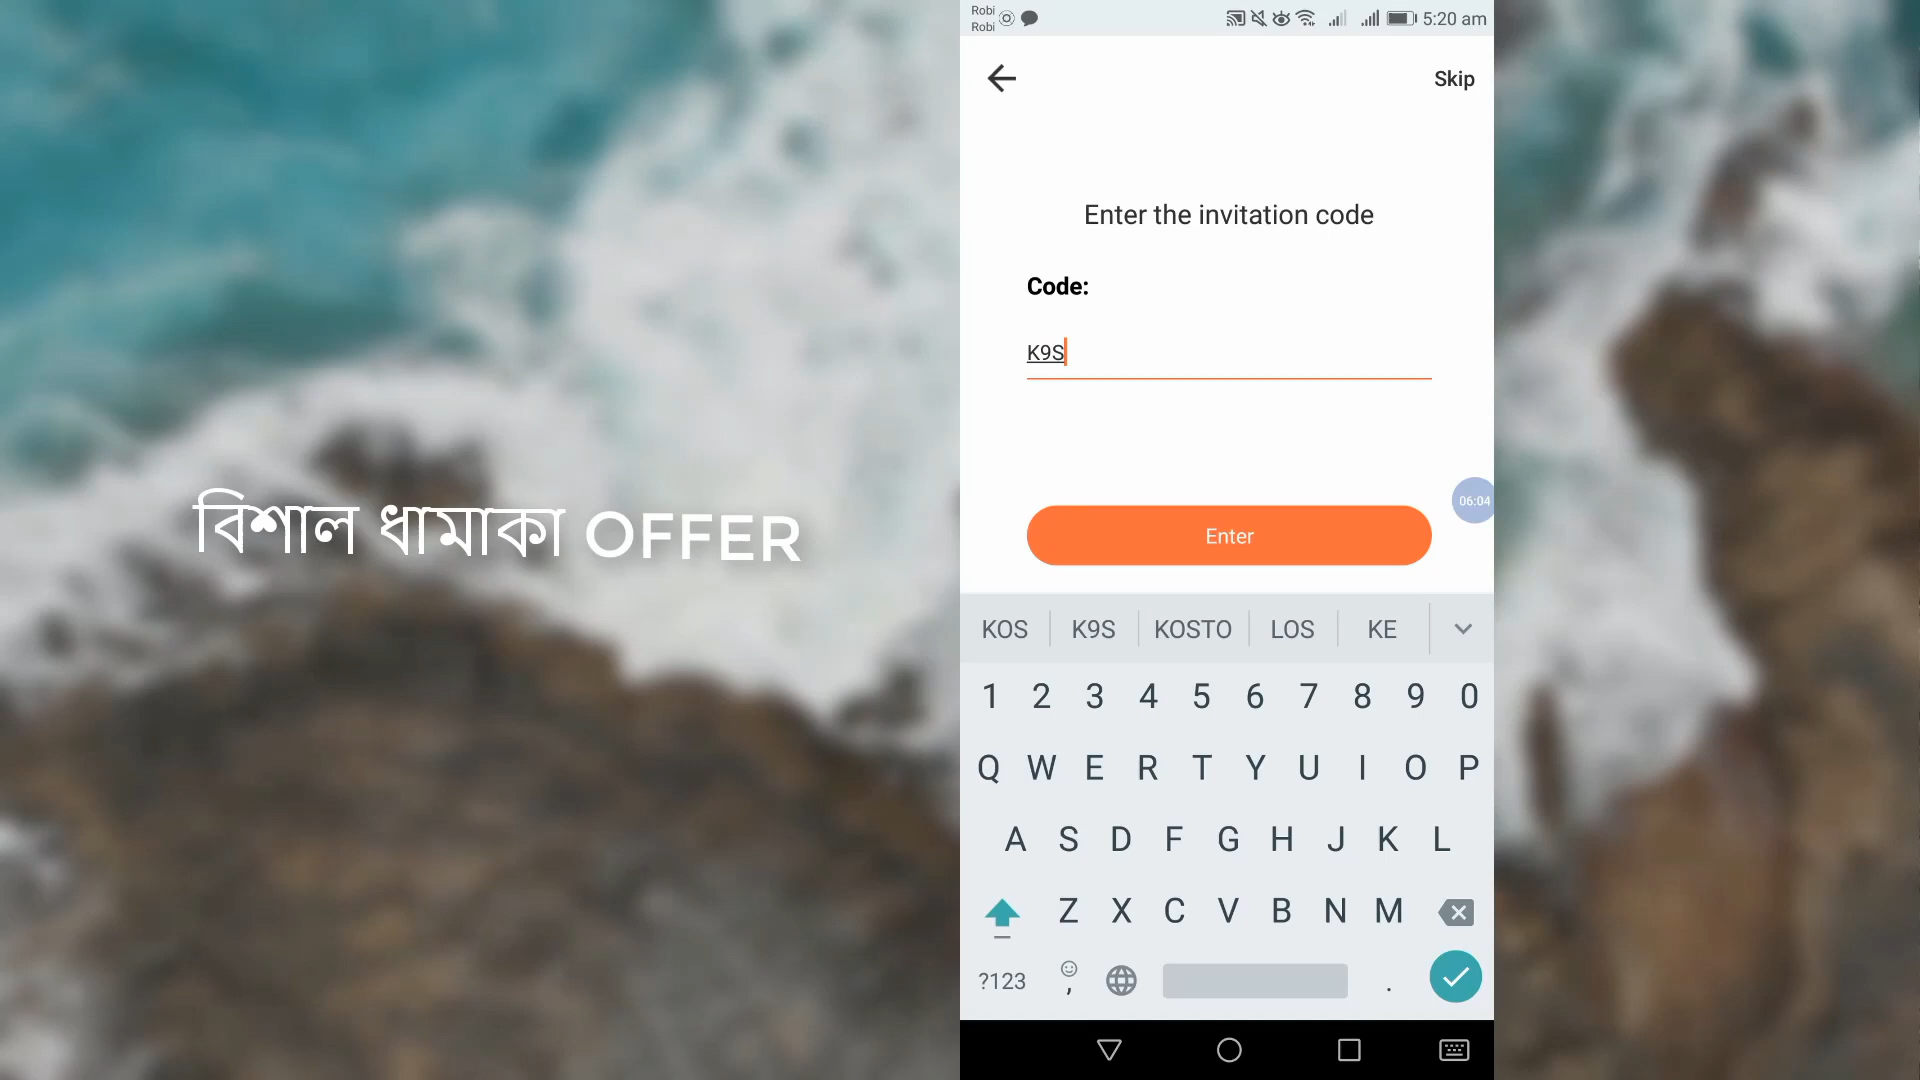 Robi
Robi
5:20 am
Skip
Enter the invitation code
Code:
K9S
06:04
Enter
বিশাল ধামাকা OFFER
KOS K9S KOSTO LOS KE
1 2 3 4 5 6 7 8 9 0
Q W E R T Y U I O P
A S D F G H J K L
Z X C V B N M
?123 , .